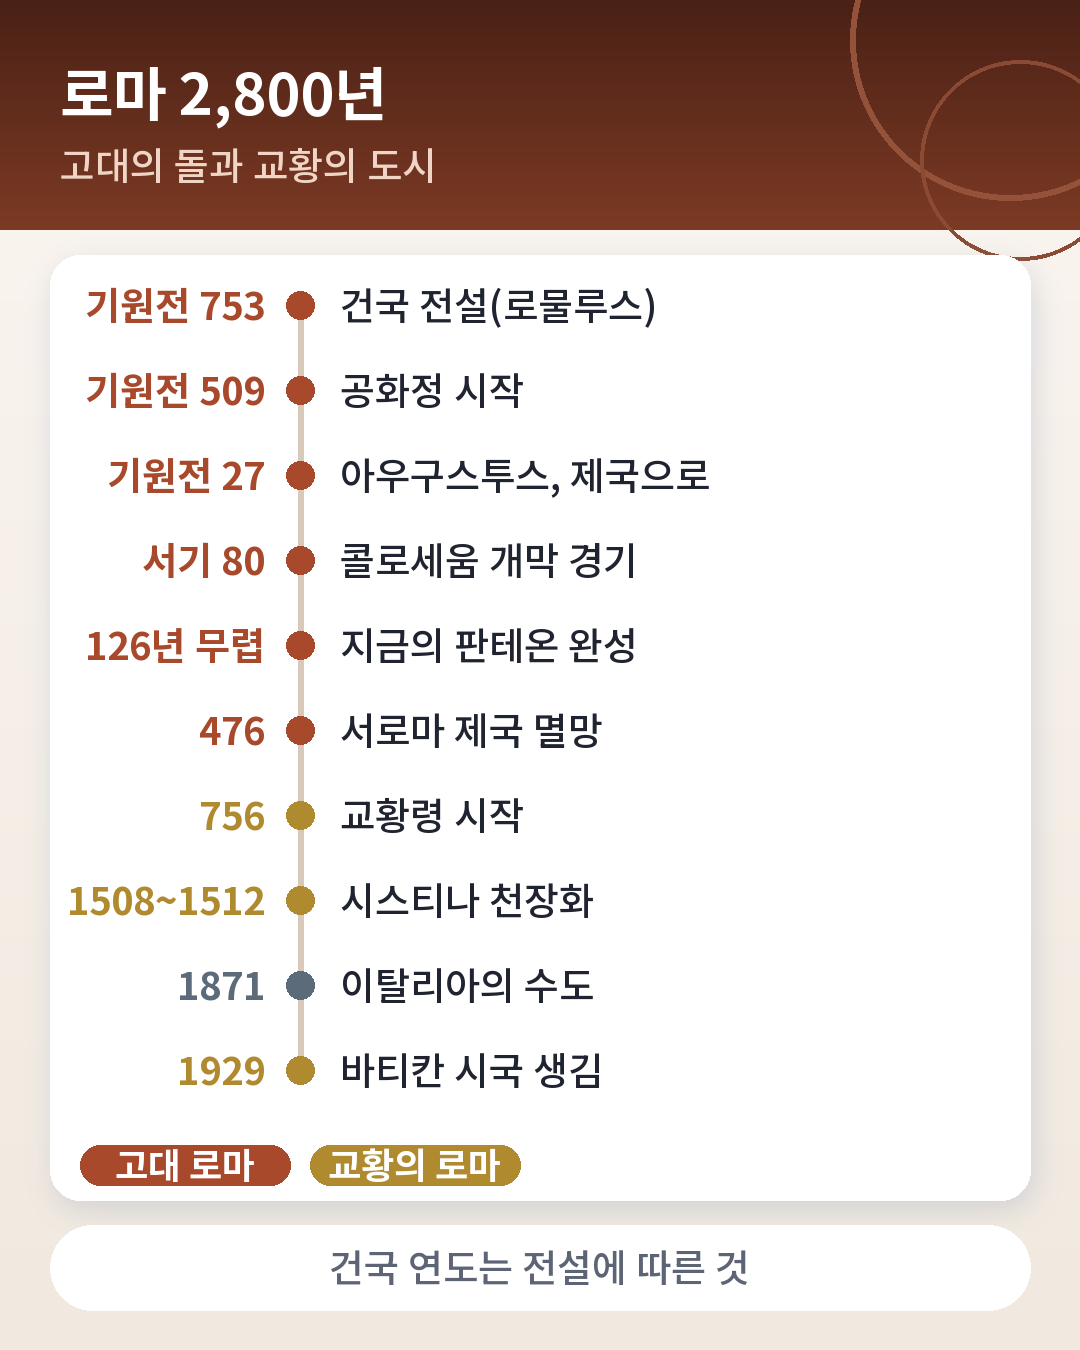 로마 2,800년
고대의 돌과 교황의 도시
기원전 753 건국 전설(로물루스)
기원전 509 공화정 시작
기원전 27 아우구스투스, 제국으로
서기 80 콜로세움 개막 경기
126년 무렵 지금의 판테온 완성
476 서로마 제국 멸망
756 교황령 시작
1508~1512 시스티나 천장화
1871 이탈리아의 수도
1929 바티칸 시국 생김
고대 로마 교황의 로마
건국 연도는 전설에 따른 것